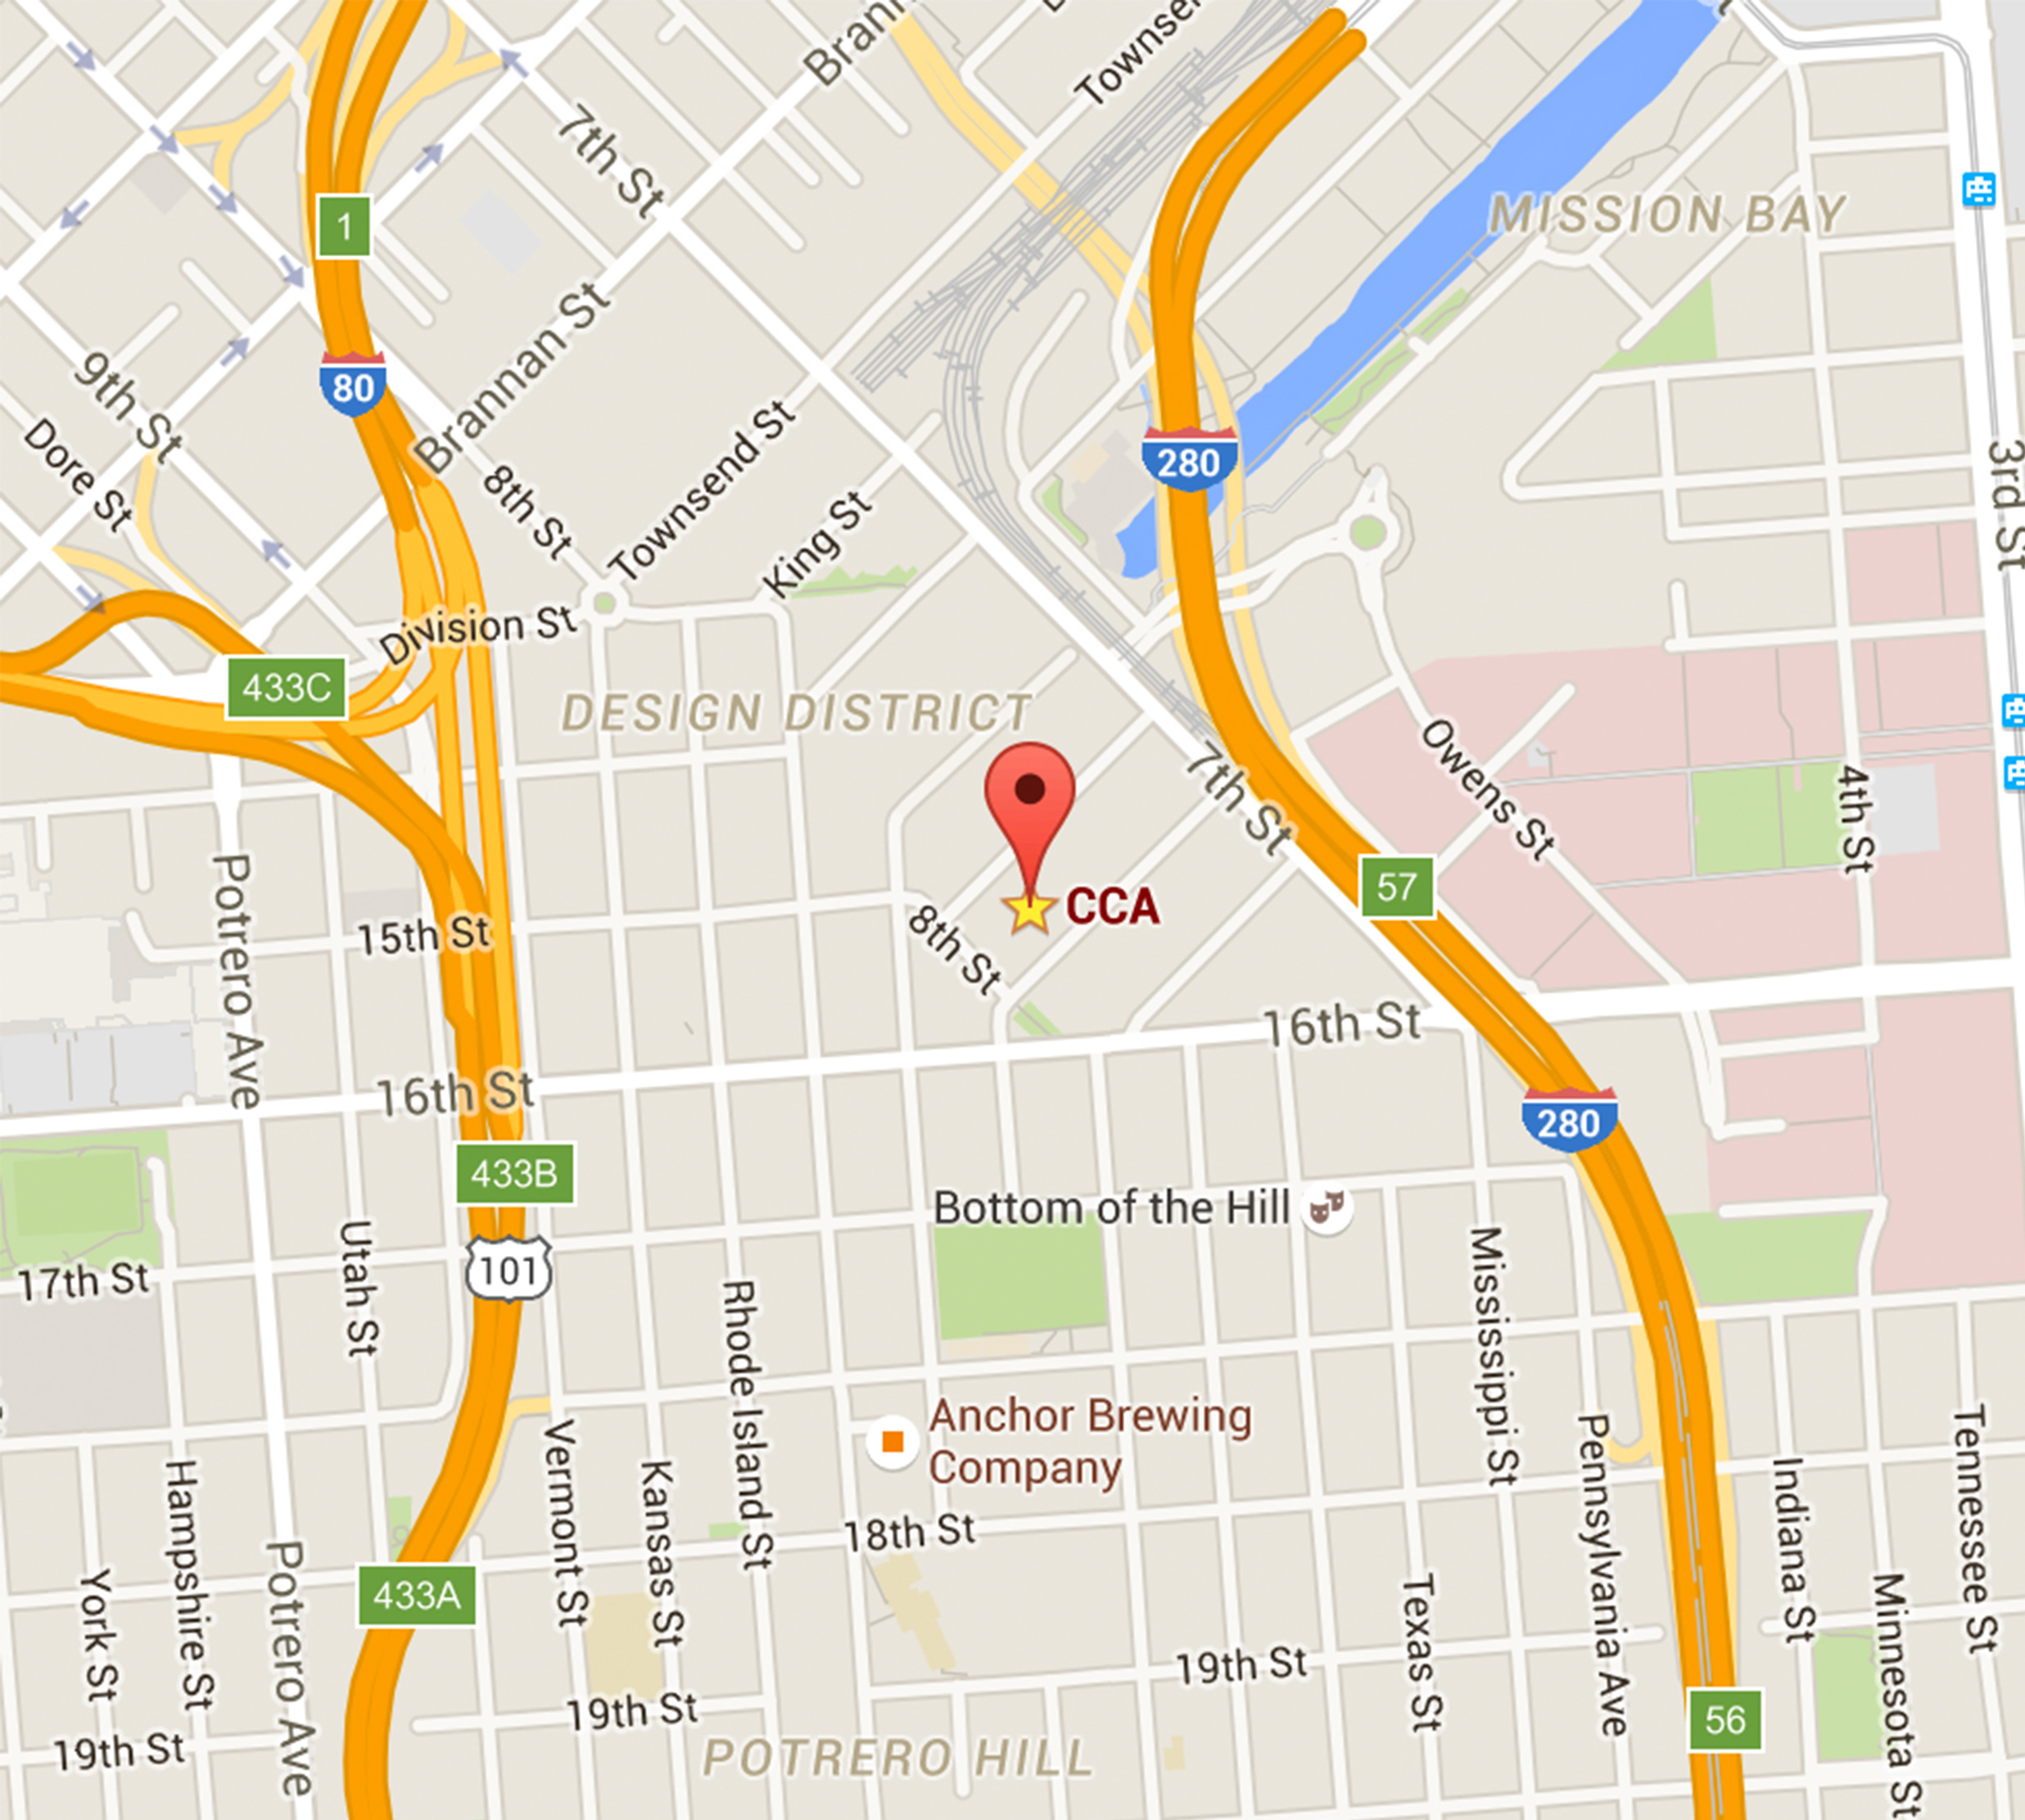 Brann
Townse
7th St
MISSION BAY
1
80
Brannan St
9th St
Dore St
8th St
Townsend St
King St
280
3rd St
Division St
433C
DESIGN DISTRICT
7th St
Owens St
4th St
57
CCA
8th St
15th St
Potrero Ave
16th St
16th St
280
433B
Bottom of the Hill
17th St
Utah St
101
Rhode Island St
Mississippi St
Anchor Brewing
Company
18th St
Vermont St
Kansas St
Hampshire St
York St
Potrero Ave
433A
Texas St
Pennsylvania Ave
Indiana St
Tennessee St
Minnesota St
19th St
19th St
19th St
56
POTRERO HILL